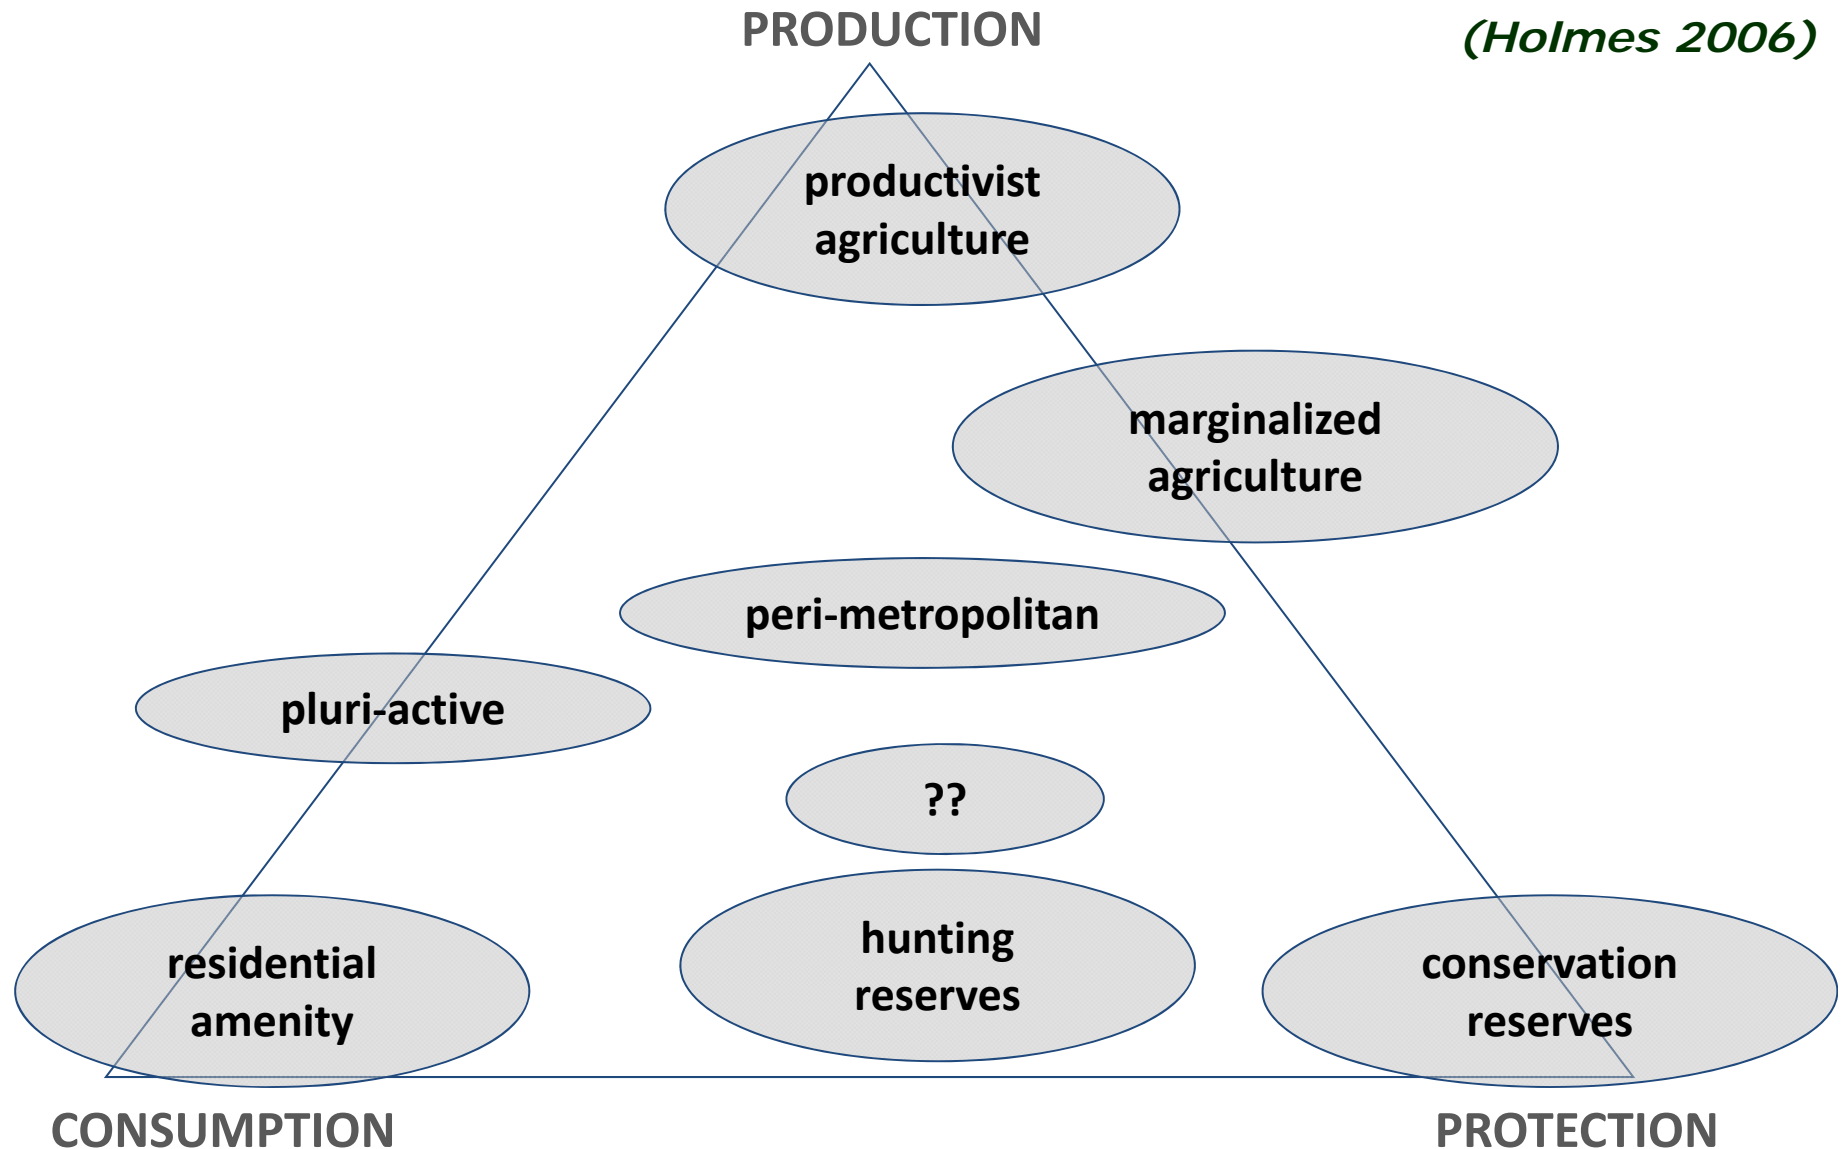 PRODUCTION
(Holmes 2006)
productivist
agriculture
marginalized
agriculture
peri-metropolitan
pluri-active
??
hunting
reserves
residential
amenity
conservation
reserves
CONSUMPTION
PROTECTION